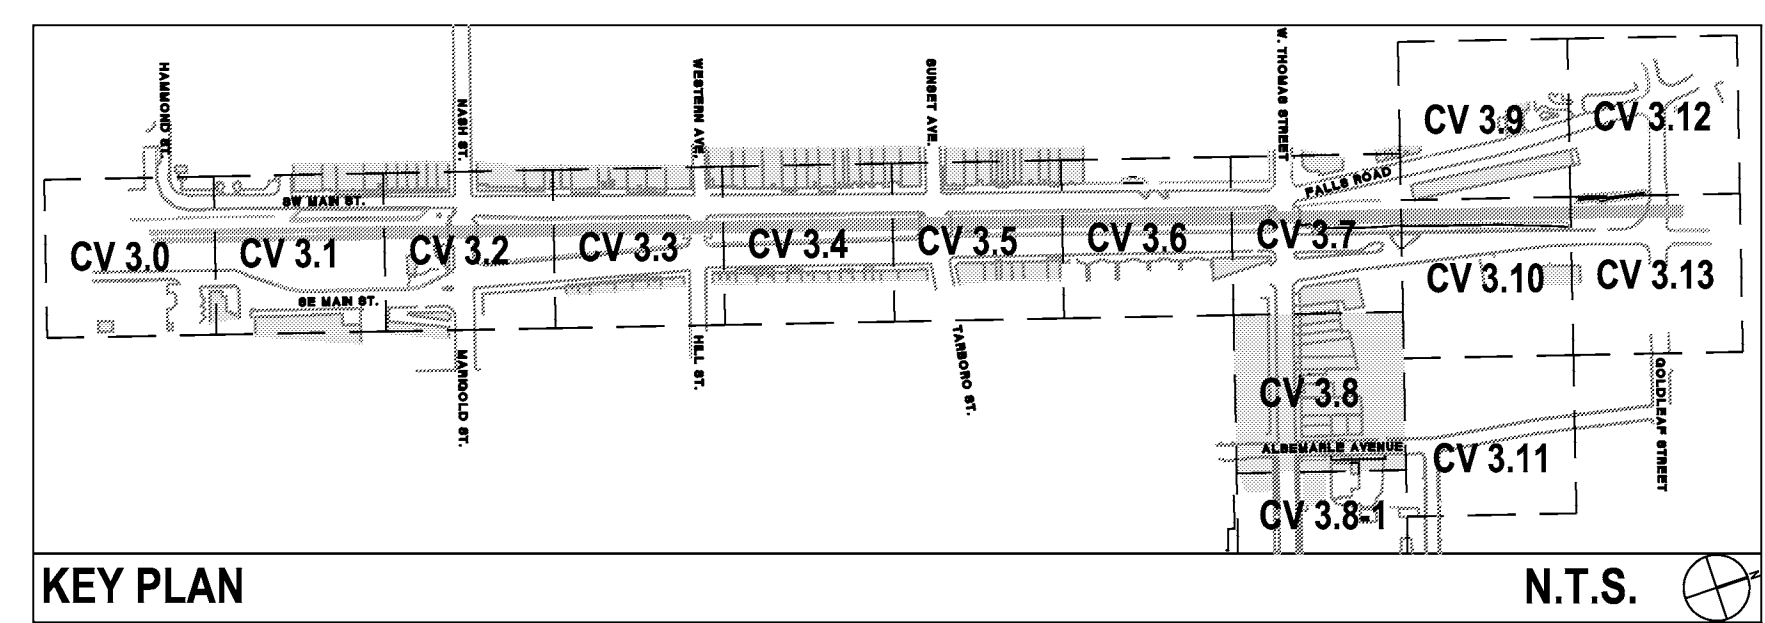 HAMMOND ST.
NASH ST.
WESTERN AVE.
SUNSET AVE.
W. THOMAS STREET
CV 3.9
CV 3.12
FALLS ROAD
SW MAIN ST.
CV 3.0
CV 3.1
CV 3.2
CV 3.3
CV 3.4
CV 3.5
CV 3.6
CV 3.7
CV 3.10
CV 3.13
SE MAIN ST.
MARIGOLD ST.
HILL ST.
TARBORO ST.
CV 3.8
GOLDLEAF STREET
ALBEMARLE AVENUE
CV 3.11
CV 3.8-1
KEY PLAN
N.T.S.
N